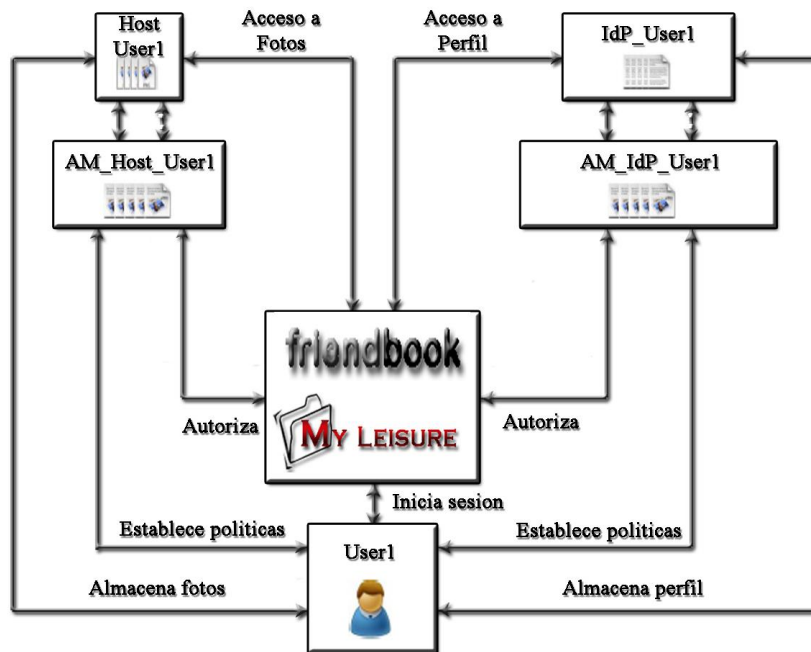 Host
User1
Acceso a
Fotos
Acceso a
Perfil
IdP_User1
AM_Host_User1
AM_IdP_User1
friendbook
MY LEISURE
Autoriza
Autoriza
Inicia sesion
Establece politicas
Establece politicas
User1
Almacena fotos
Almacena perfil